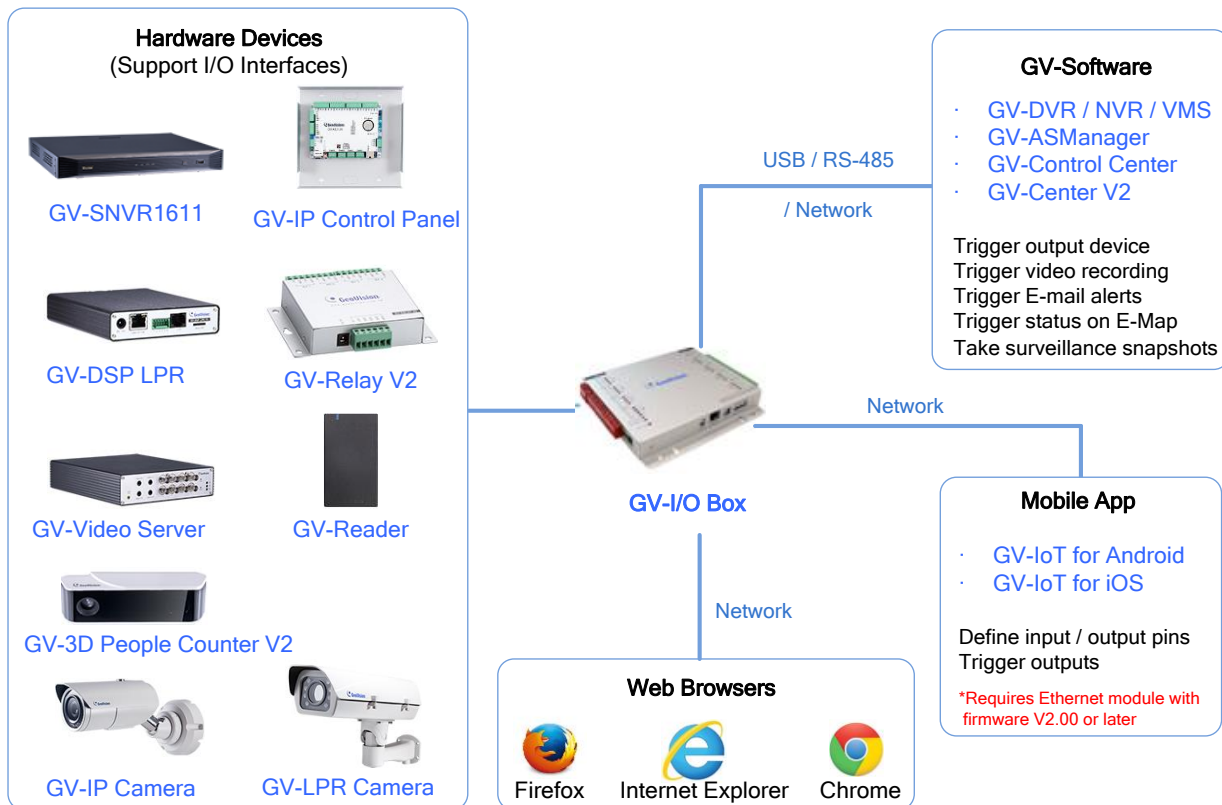 Hardware Devices
(Support I/O Interfaces)
GV-SNVR1611
GeoVision
GV-IP Control Panel
GeoVision
GV-DSP LPR
GeoVision
GV-Relay V2
GV-Video Server
GV-Reader
GV-3D People Counter V2
GV-IP Camera
GV-LPR Camera
USB / RS-485
/ Network
GeoVision
GV-I/O Box
Network
Network
GV-Software
· GV-DVR / NVR / VMS
· GV-ASManager
· GV-Control Center
· GV-Center V2
Trigger output device
Trigger video recording
Trigger E-mail alerts
Trigger status on E-Map
Take surveillance snapshots
Mobile App
· GV-IoT for Android
· GV-IoT for iOS
Define input / output pins
Trigger outputs
*Requires Ethernet module with
firmware V2.00 or later
Web Browsers
Firefox
Internet Explorer
Chrome